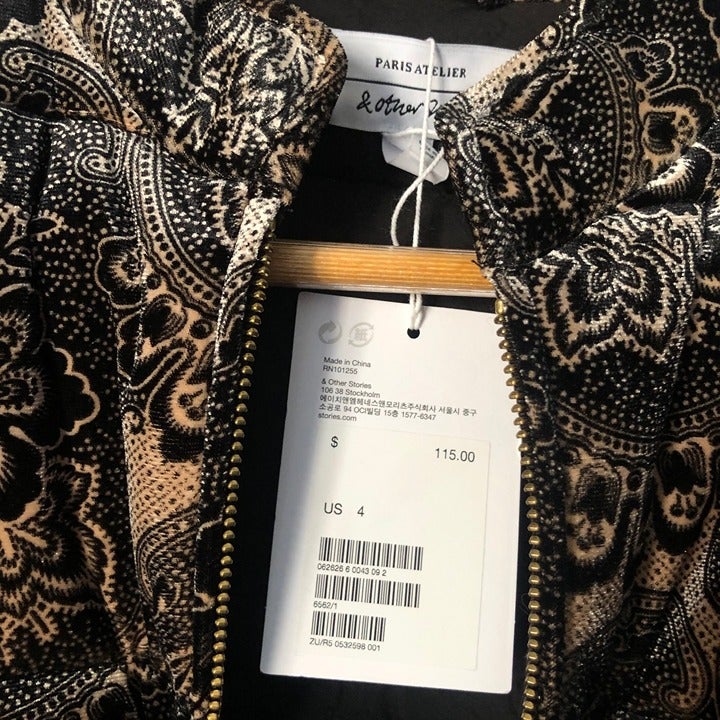 PARIS ATELIER
& other
Made in China
RN101255
& Other Stories
106 38 Stockholm
에이치앤엠헤네스앤모리츠주식회사 서울시 중구
소공로 94 OCI빌딩 15층 1577-6347
stories.com
$ 115.00
US 4
062626 6 0043 09 2
6562/1
ZU/R5 0532598 001